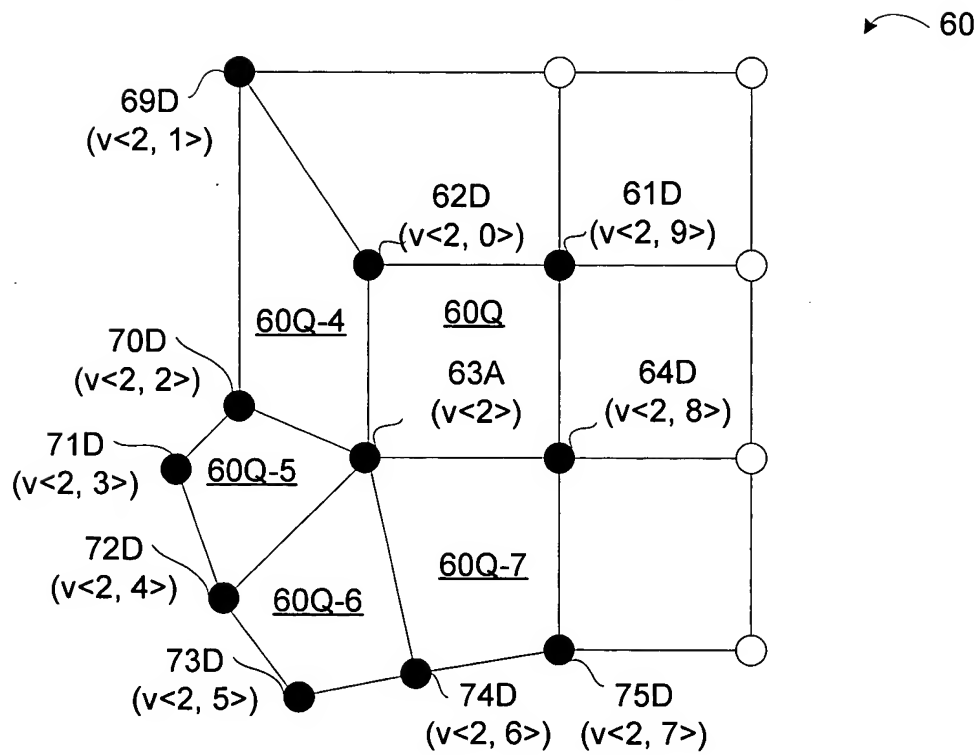 60
69D
(v<2, 1>)
62D
(v<2, 0>)
61D
(v<2, 9>)
60Q-4
60Q
70D
(v<2, 2>)
63A
(v<2>)
64D
(v<2, 8>)
71D
(v<2, 3>)
60Q-5
72D
(v<2, 4>)
60Q-6
60Q-7
73D
(v<2, 5>)
74D
(v<2, 6>)
75D
(v<2, 7>)